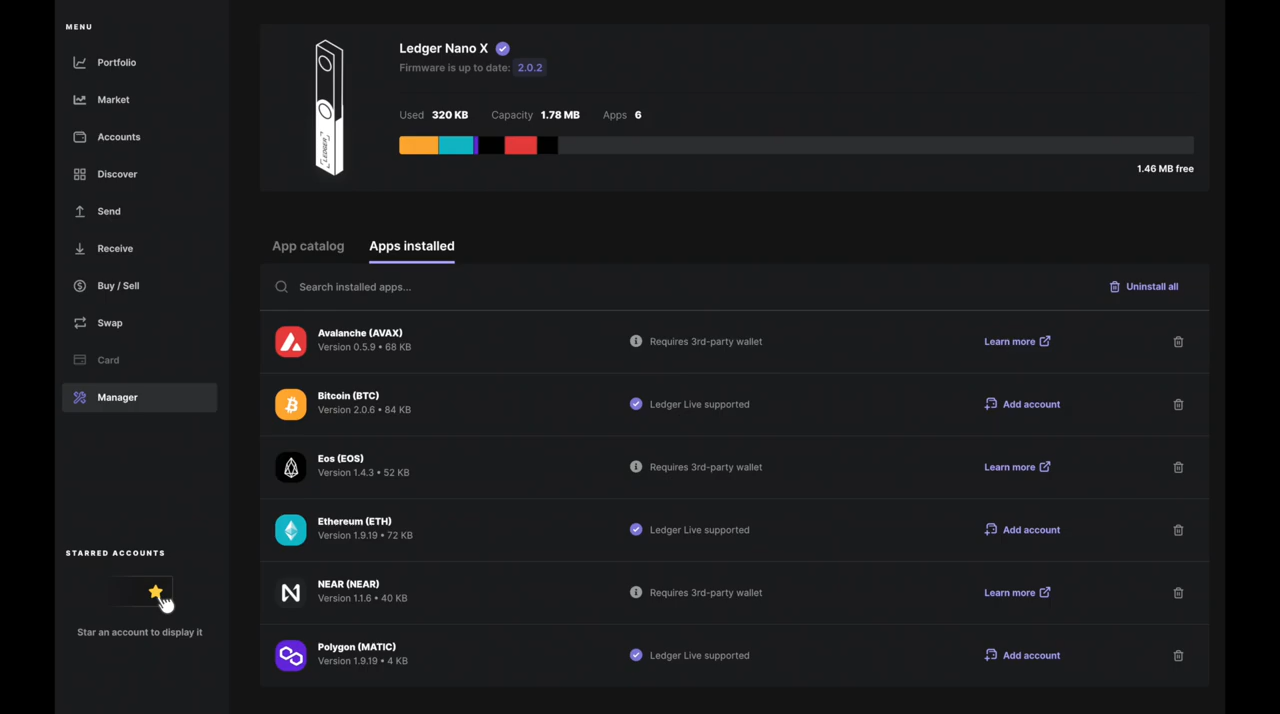 MENU
Portfolio
Market
Accounts
Discover
Send
Receive
Buy / Sell
Swap
Card
Manager
STARRED ACCOUNTS
Star an account to display it
LEDGER
Ledger Nano X
Firmware is up to date: 2.0.2
Used 320 KB Capacity 1.78 MB Apps 6
1.46 MB free
App catalog Apps installed
Search installed apps... Uninstall all
Avalanche (AVAX)
Version 0.5.9 • 68 KB
Requires 3rd-party wallet Learn more
Bitcoin (BTC)
Version 2.0.6 • 84 KB
Ledger Live supported Add account
Eos (EOS)
Version 1.4.3 • 52 KB
Requires 3rd-party wallet Learn more
Ethereum (ETH)
Version 1.9.19 • 72 KB
Ledger Live supported Add account
NEAR (NEAR)
Version 1.1.6 • 40 KB
Requires 3rd-party wallet Learn more
Polygon (MATIC)
Version 1.9.19 • 4 KB
Ledger Live supported Add account